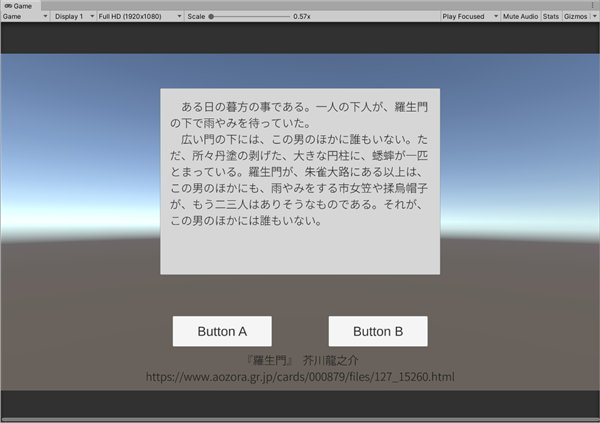 Game
Game
Display 1
Full HD (1920x1080)
Scale
0.57x
Play Focused
Mute Audio
Stats
Gizmos
　ある日の暮方の事である。一人の下人が、羅生門
の下で雨やみを待っていた。
　広い門の下には、この男のほかに誰もいない。た
だ、所々丹塗の剥げた、大きな円柱に、蟋蟀が一匹
とまっている。羅生門が、朱雀大路にある以上は、
この男のほかにも、雨やみをする市女笠や揉烏帽子
が、もう二三人はありそうなものである。それが、
この男のほかには誰もいない。
Button A
Button B
『羅生門』 芥川龍之介
https://www.aozora.gr.jp/cards/000879/files/127_15260.html